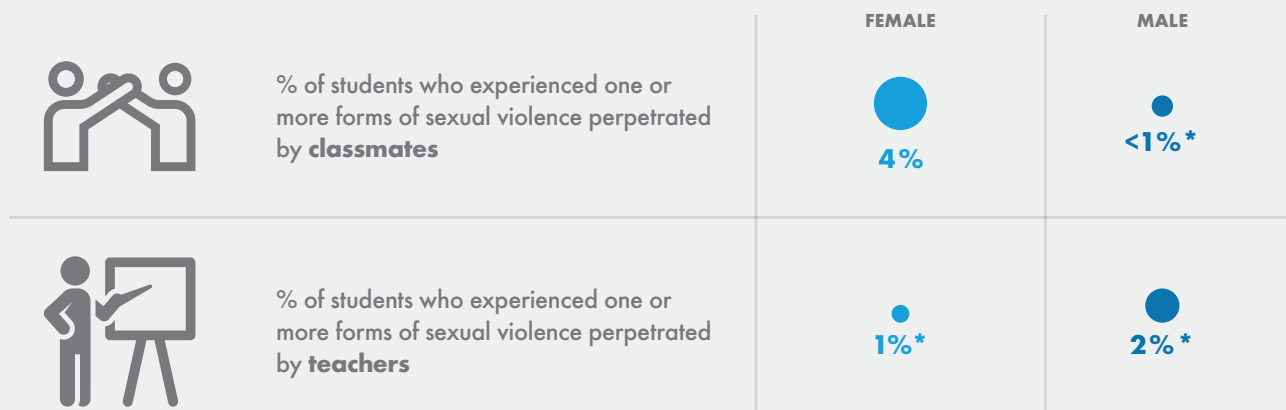 FEMALE
MALE
% of students who experienced one or
more forms of sexual violence perpetrated
by classmates
4%
<1%*
% of students who experienced one or
more forms of sexual violence perpetrated
by teachers
1%*
2%*